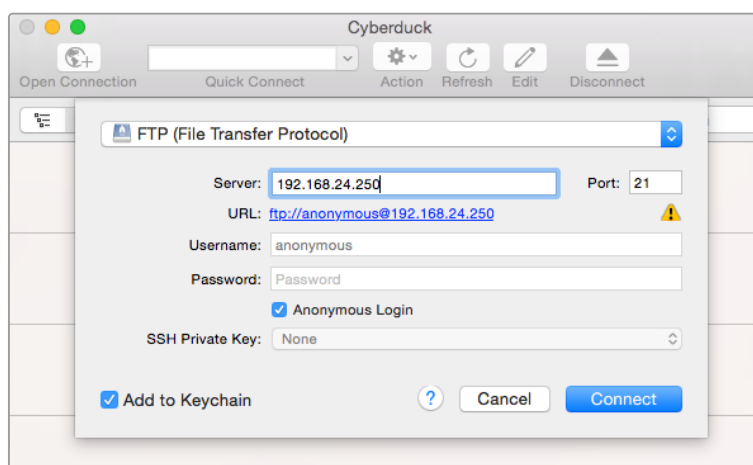 Cyberduck
Open Connection Quick Connect Action Refresh Edit Disconnect
FTP (File Transfer Protocol)
Server: 192.168.24.250 Port: 21
URL: ftp://anonymous@192.168.24.250
Username: anonymous
Password: Password
Anonymous Login
SSH Private Key: None
Add to Keychain ? Cancel Connect